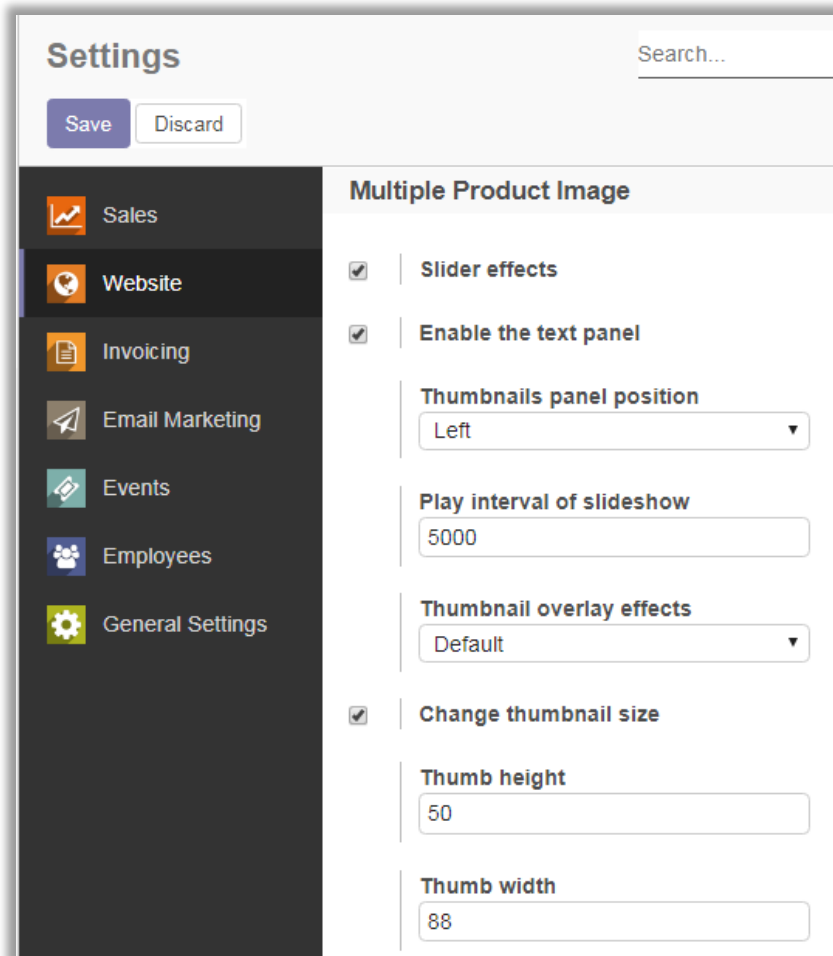 Settings
Search...
Save
Discard
Sales
Website
Invoicing
Email Marketing
Events
Employees
General Settings
Multiple Product Image
Slider effects
Enable the text panel
Thumbnails panel position
Left
Play interval of slideshow
5000
Thumbnail overlay effects
Default
Change thumbnail size
Thumb height
50
Thumb width
88